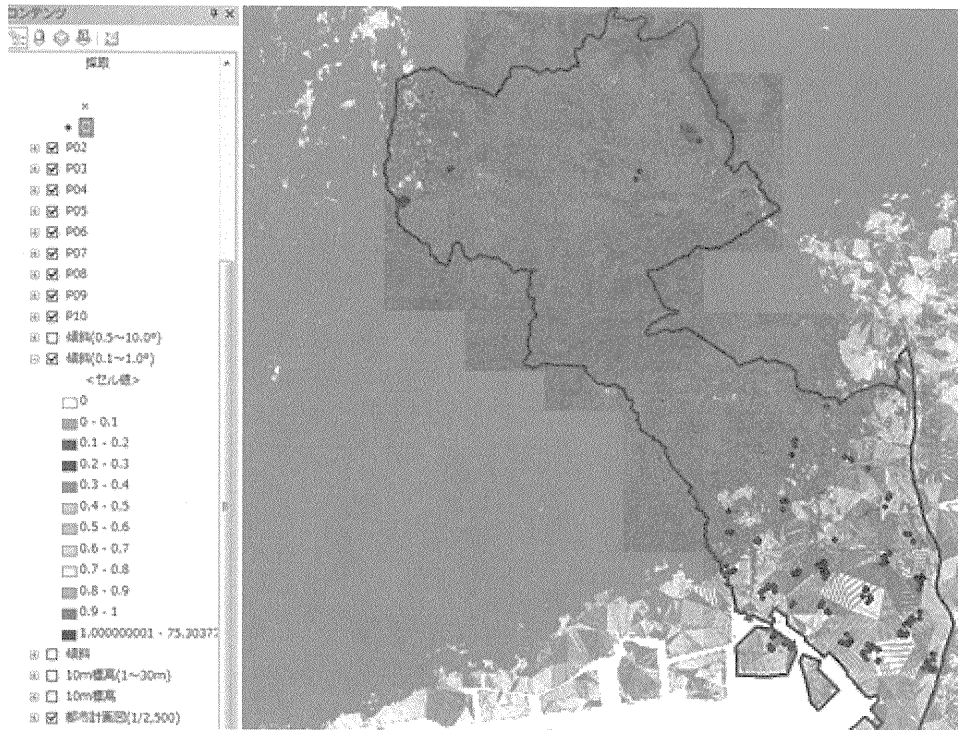 コンテンツ
採取
P02
P03
P04
P05
P06
P07
P08
P09
P10
傾斜(0.5～10.0°)
傾斜(0.1～1.0°)
<セル値>
0
0 - 0.1
0.1 - 0.2
0.2 - 0.3
0.3 - 0.4
0.4 - 0.5
0.5 - 0.6
0.6 - 0.7
0.7 - 0.8
0.8 - 0.9
0.9 - 1
1.000000001 - 75.20377
傾斜
10m標高(1～30m)
10m標高
都市計画図(1/2,500)